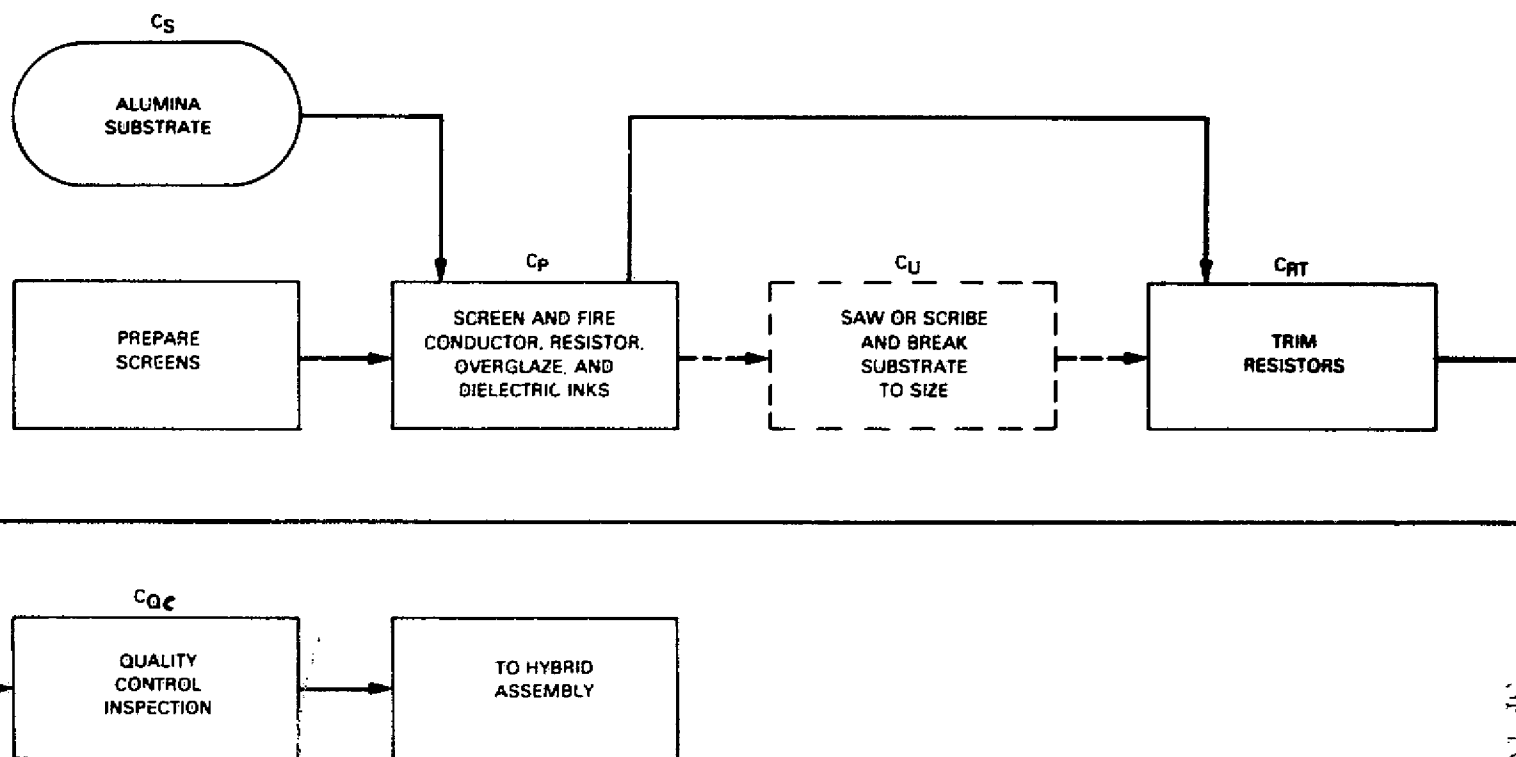 CS
ALUMINA
SUBSTRATE
PREPARE
SCREENS
CP
SCREEN AND FIRE
CONDUCTOR, RESISTOR,
OVERGLAZE, AND
DIELECTRIC INKS
CU
SAW OR SCRIBE
AND BREAK
SUBSTRATE
TO SIZE
CRT
TRIM
RESISTORS
CQC
QUALITY
CONTROL
INSPECTION
TO HYBRID
ASSEMBLY